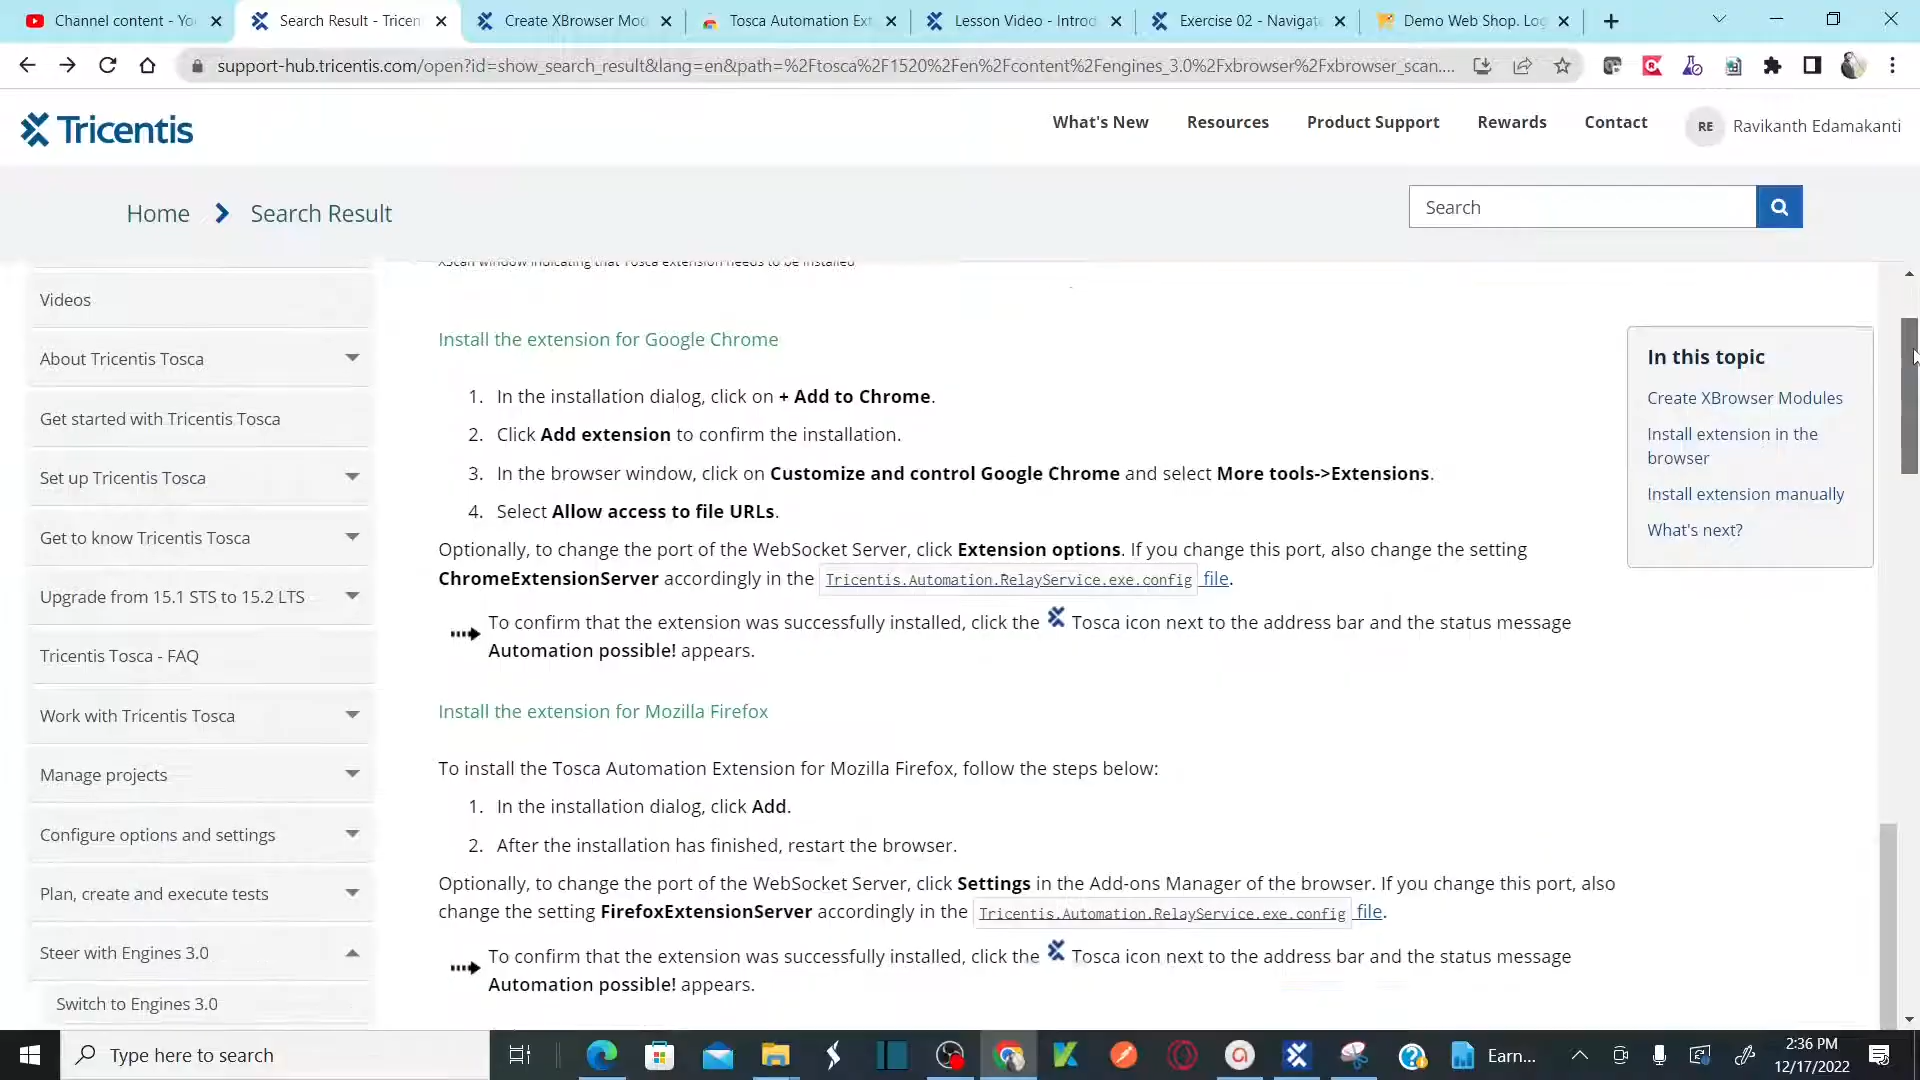 Channel content - Yo
Search Result - Tricen
Create XBrowser Mod
Tosca Automation Ext
Lesson Video - Introd
Exercise 02 - Navigat
Demo Web Shop. Log
support-hub.tricentis.com/open?id=show_search_result&lang=en&path=%2Ftosca%2F1520%2Fen%2Fcontent%2Fengines_3.0%2Fxbrowser%2Fxbrowser_scan....
Tricentis
What's New
Resources
Product Support
Rewards
Contact
RE
Ravikanth Edamakanti
Home
Search Result
Search
XScan window indicating that Tosca extension needs to be installed
Videos
About Tricentis Tosca
Get started with Tricentis Tosca
Set up Tricentis Tosca
Get to know Tricentis Tosca
Upgrade from 15.1 STS to 15.2 LTS
Tricentis Tosca - FAQ
Work with Tricentis Tosca
Manage projects
Configure options and settings
Plan, create and execute tests
Steer with Engines 3.0
Switch to Engines 3.0
Install the extension for Google Chrome
1. In the installation dialog, click on + Add to Chrome.
2. Click Add extension to confirm the installation.
3. In the browser window, click on Customize and control Google Chrome and select More tools->Extensions.
4. Select Allow access to file URLs.
Optionally, to change the port of the WebSocket Server, click Extension options. If you change this port, also change the setting
ChromeExtensionServer accordingly in the Tricentis.Automation.RelayService.exe.config file.
To confirm that the extension was successfully installed, click the Tosca icon next to the address bar and the status message
Automation possible! appears.
Install the extension for Mozilla Firefox
To install the Tosca Automation Extension for Mozilla Firefox, follow the steps below:
1. In the installation dialog, click Add.
2. After the installation has finished, restart the browser.
Optionally, to change the port of the WebSocket Server, click Settings in the Add-ons Manager of the browser. If you change this port, also
change the setting FirefoxExtensionServer accordingly in the Tricentis.Automation.RelayService.exe.config file.
To confirm that the extension was successfully installed, click the Tosca icon next to the address bar and the status message
Automation possible! appears.
In this topic
Create XBrowser Modules
Install extension in the
browser
Install extension manually
What's next?
Type here to search
Earn...
2:36 PM
12/17/2022